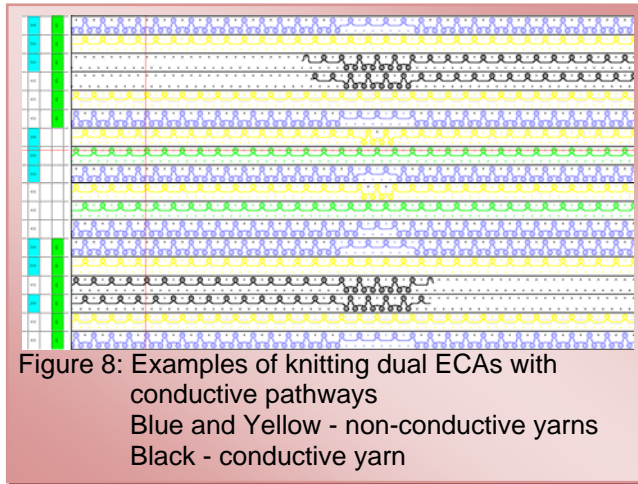 Figure 8: Examples of knitting dual ECAs with
conductive pathways
Blue and Yellow - non-conductive yarns
Black - conductive yarn